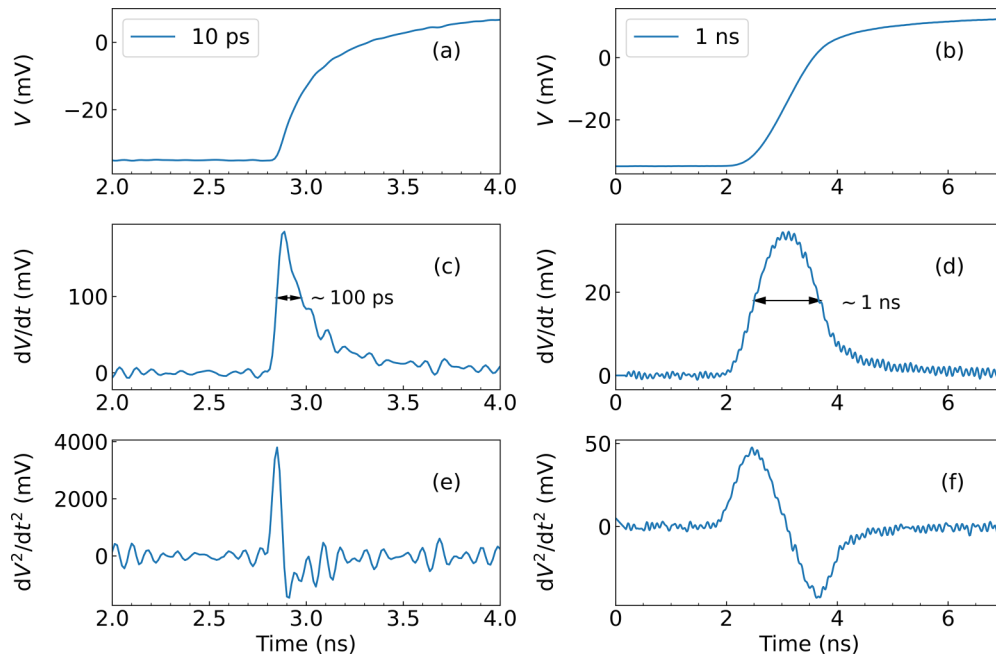 10 ps
(a)
V (mV)
0
−20
2.0 2.5 3.0 3.5 4.0
1 ns
(b)
V (mV)
0
−20
0 2 4 6
(c)
dV/dt (mV)
100
0
~ 100 ps
2.0 2.5 3.0 3.5 4.0
(d)
dV/dt (mV)
20
0
~ 1 ns
0 2 4 6
(e)
dV²/dt² (mV)
4000
2000
0
2.0 2.5 3.0 3.5 4.0
Time (ns)
(f)
dV²/dt² (mV)
50
0
0 2 4 6
Time (ns)